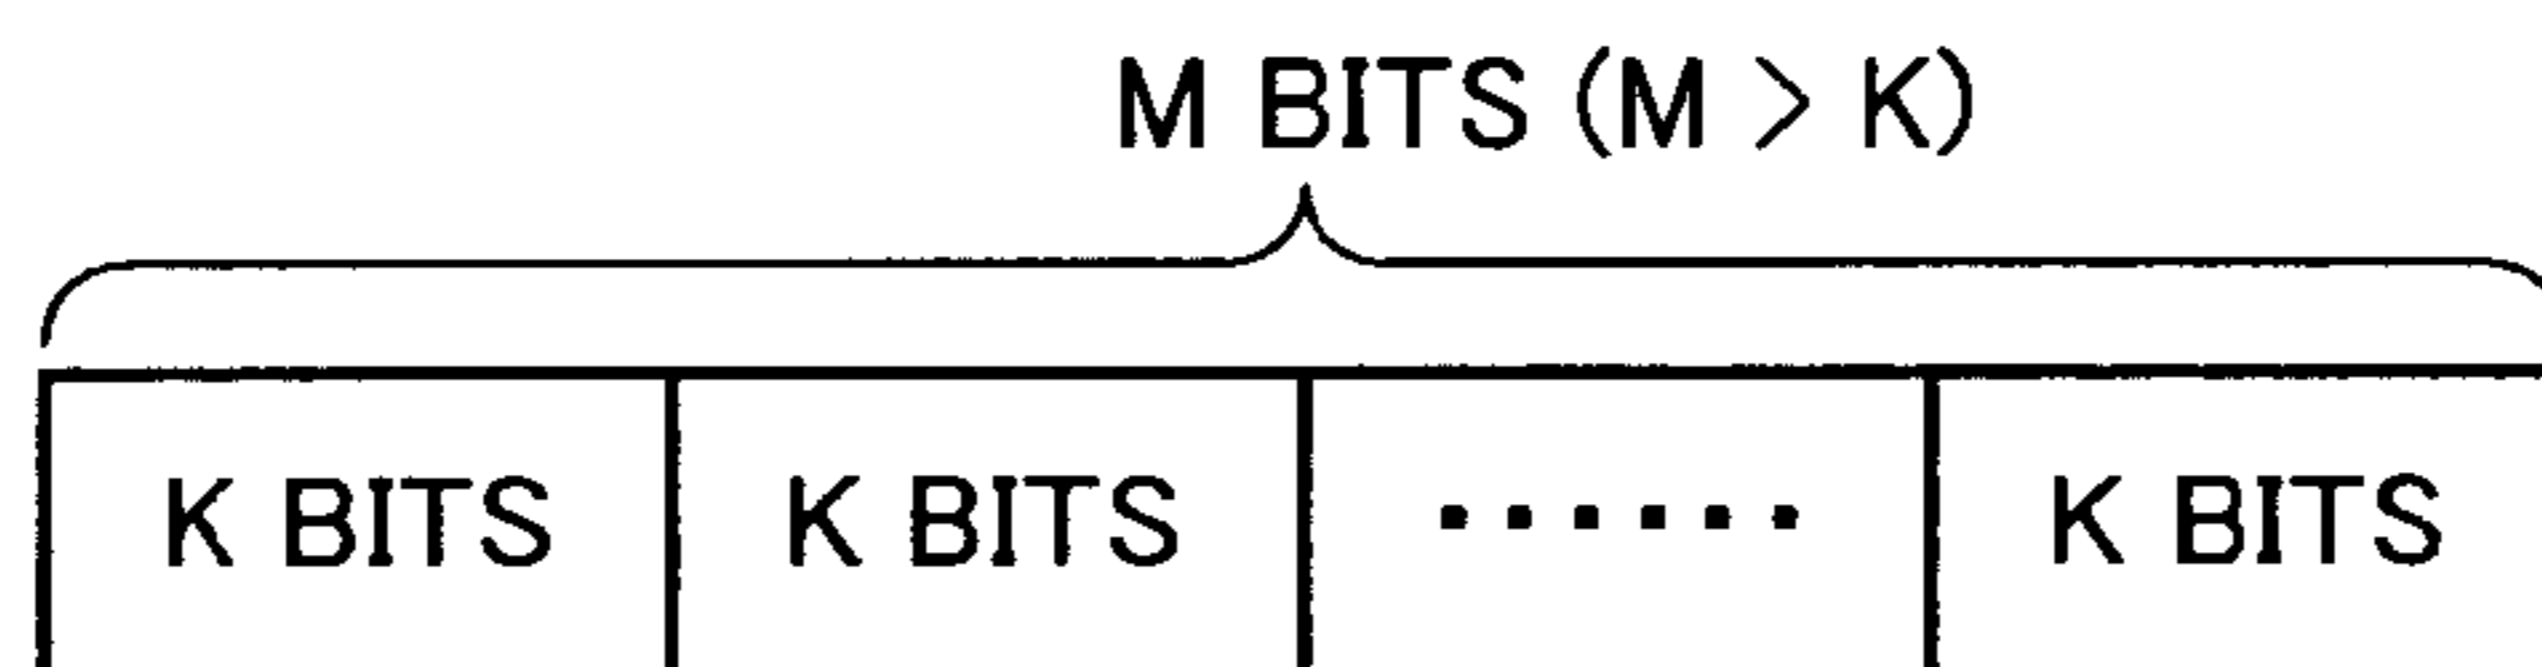 M BITS (M > K)
K BITS K BITS ...... K BITS